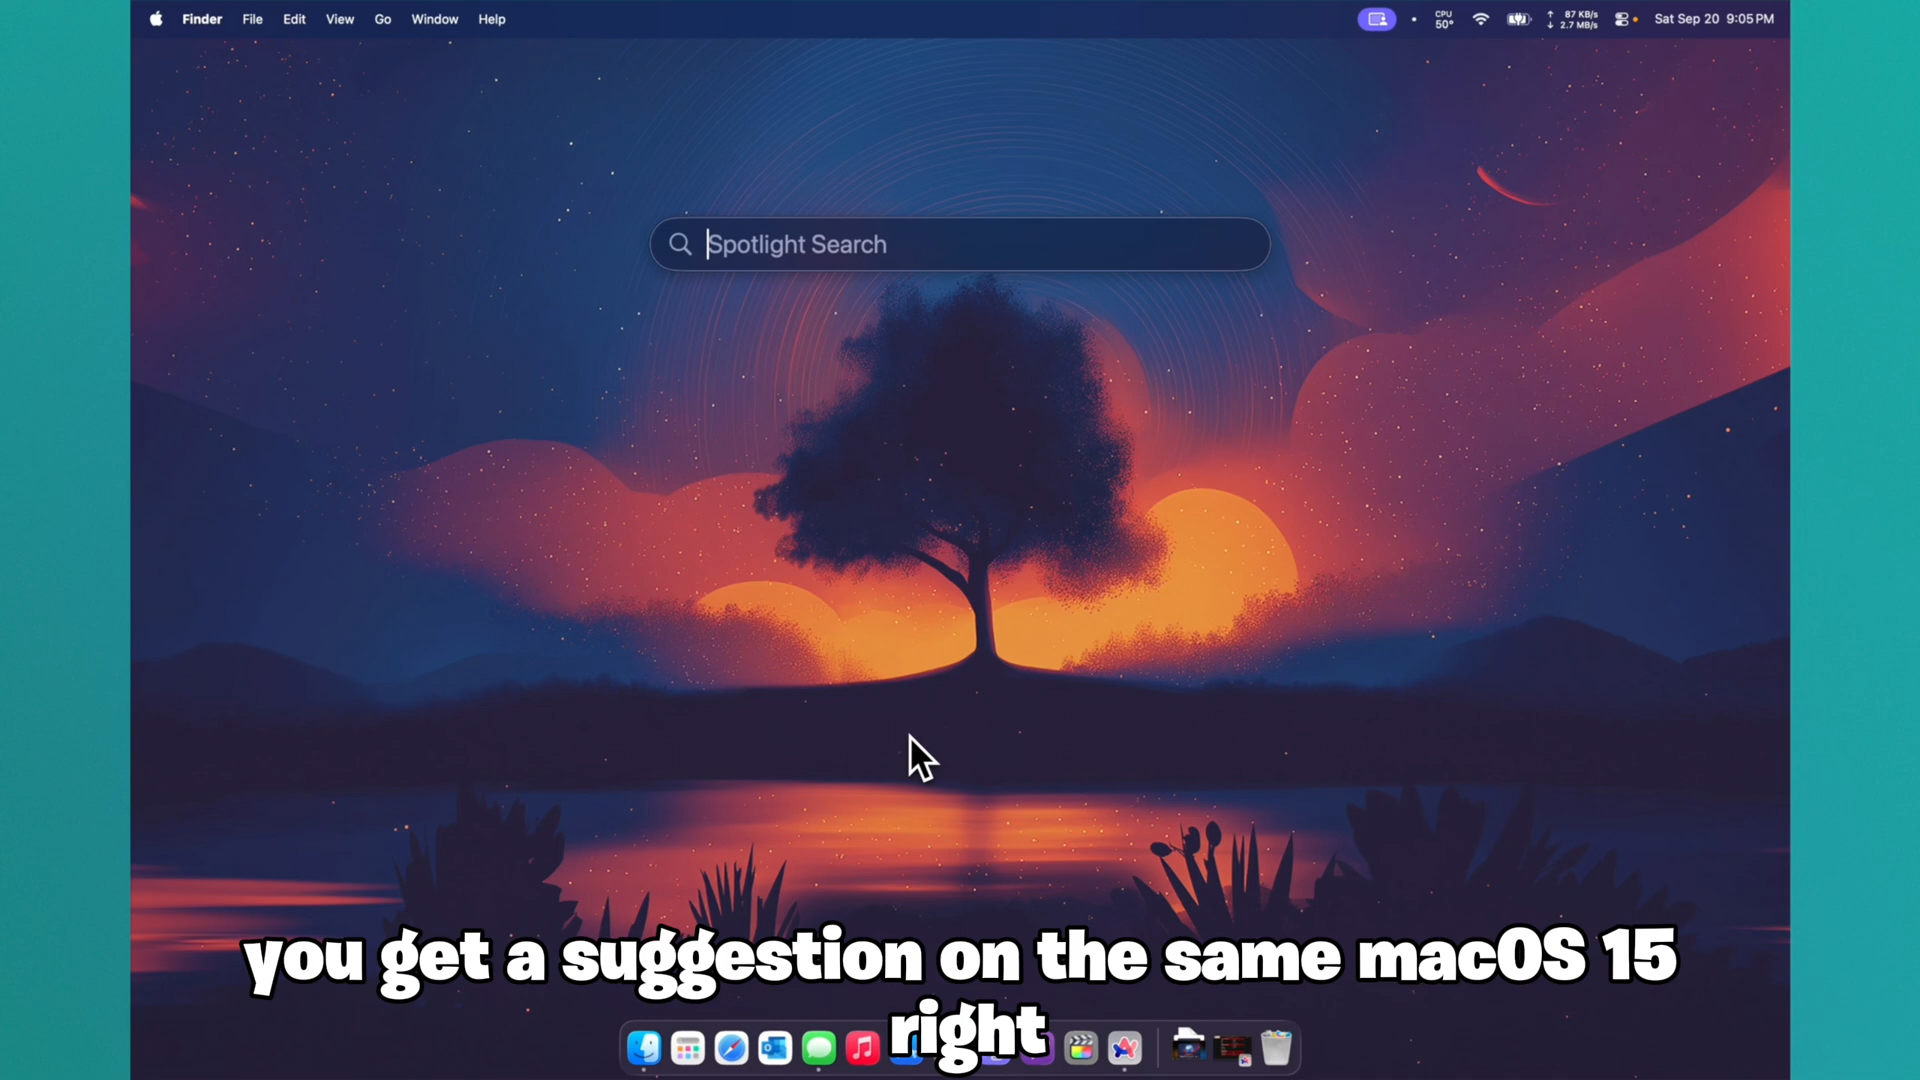 Finder File Edit View Go Window Help
CPU 50° ↑ 87 KB/s ↓ 2.7 MB/s Sat Sep 20 9:05 PM
Spotlight Search
you get a suggestion on the same macOS 15
right